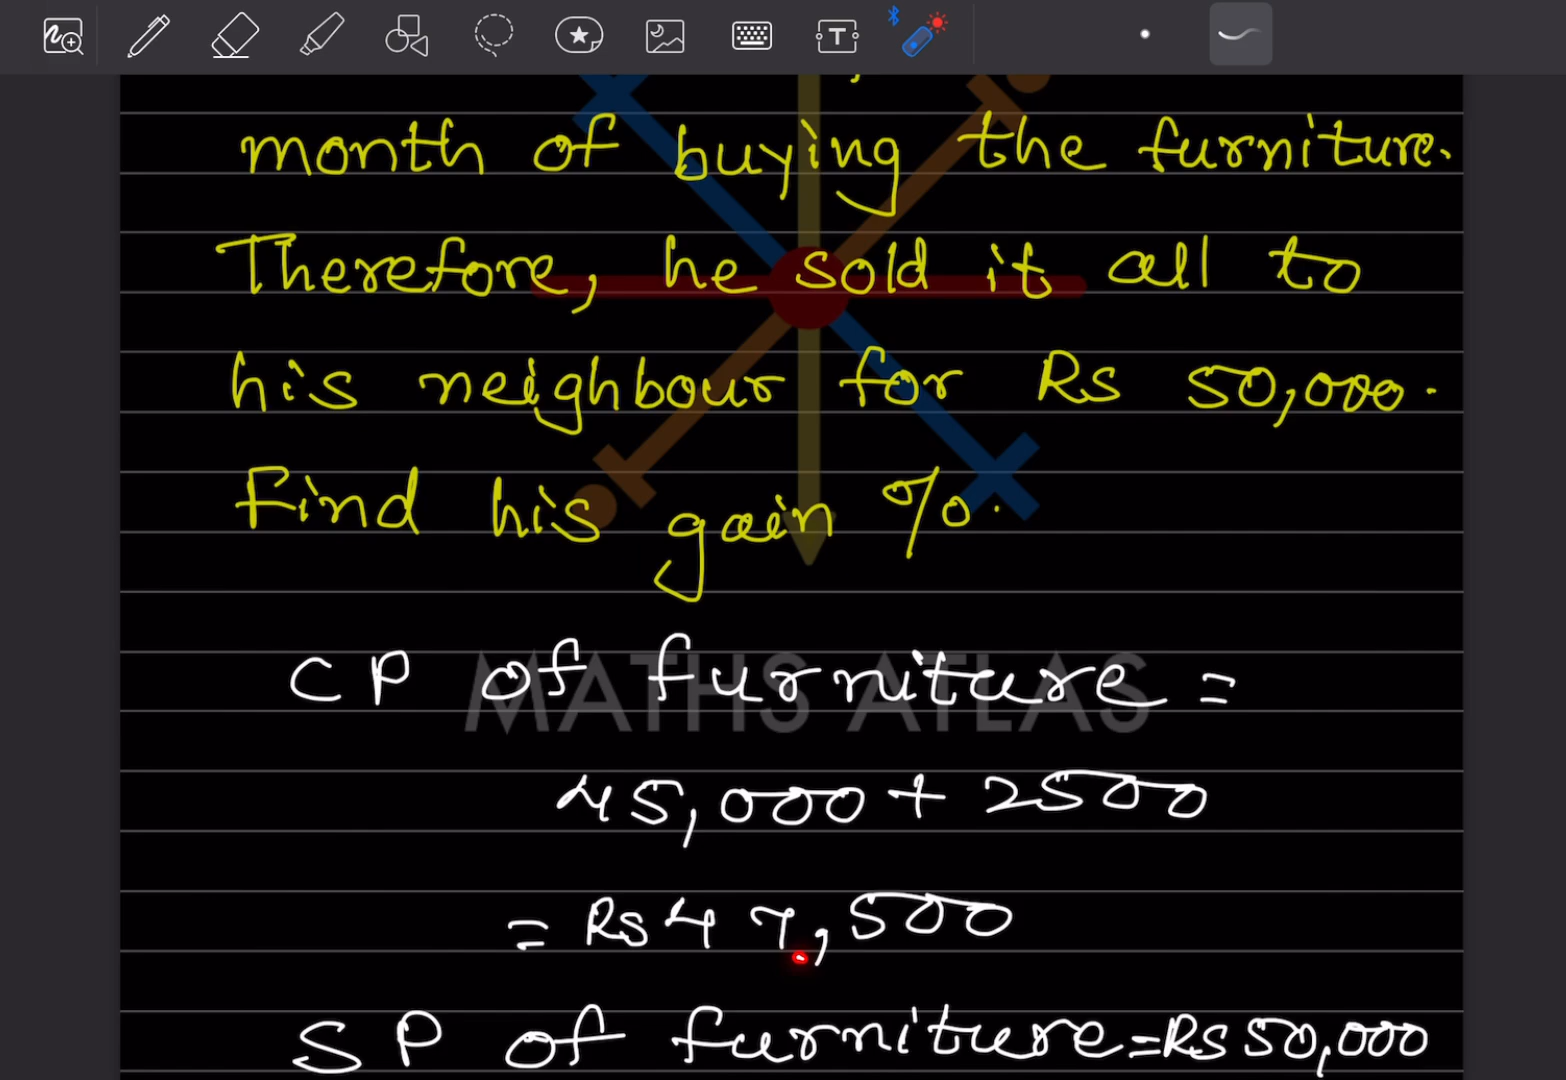 month of buying the furniture.
Therefore, he sold it all to
his neighbour for Rs 50,000.
Find his gain %.
CP of furniture =
MATHS ATLAS
45,000 + 2500
= Rs 47,500
SP of furniture = Rs 50,000